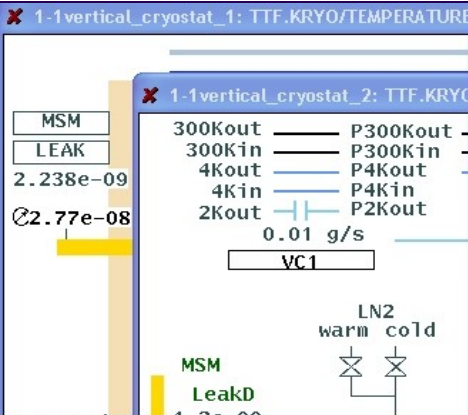 1-1vertical_cryostat_1: TTF.KRYO/TEMPERATURE
1-1vertical_cryostat_2: TTF.KRYO
MSM
LEAK
2.238e-09
2.77e-08
300Kout P300Kout
300Kin P300Kin
4Kout P4Kout
4Kin P4Kin
2Kout P2Kout
0.01 g/s
VC1
LN2
warm cold
MSM
LeakD